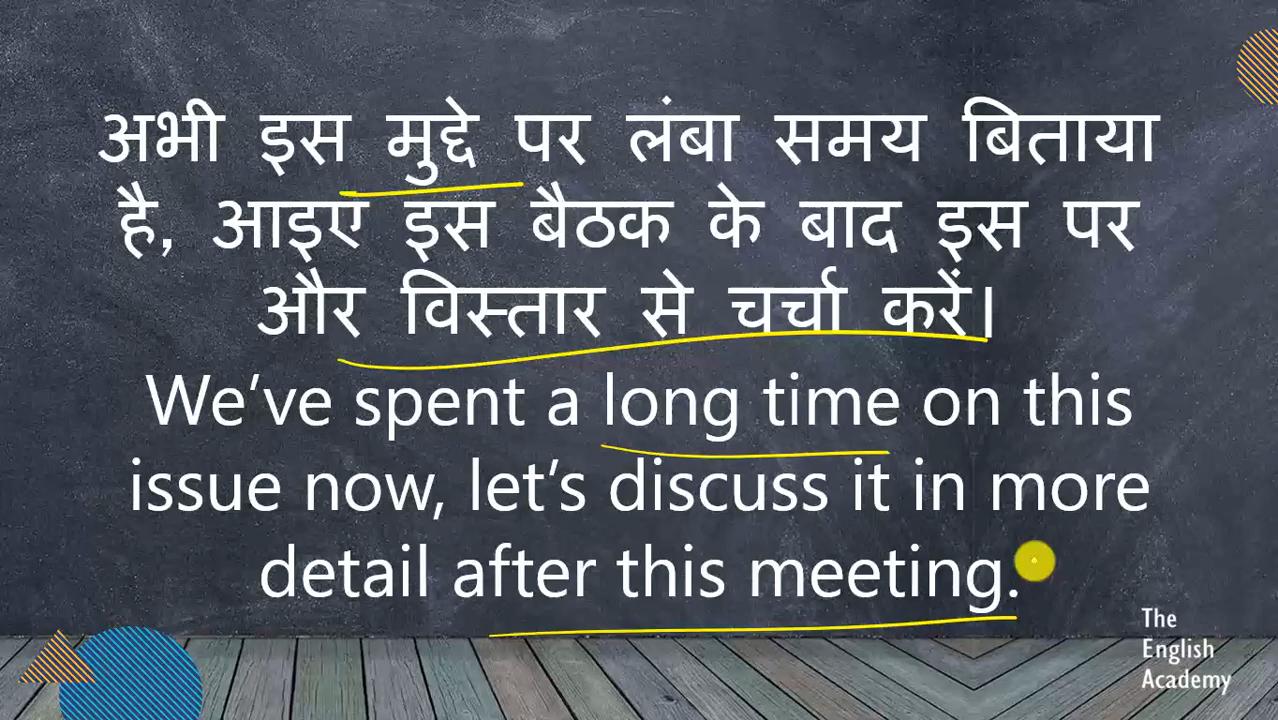 अभी इस मुद्दे पर लंबा समय बिताया
है, आइए इस बैठक के बाद इस पर
और विस्तार से चर्चा करें।
We’ve spent a long time on this
issue now, let’s discuss it in more
detail after this meeting.
The
English
Academy